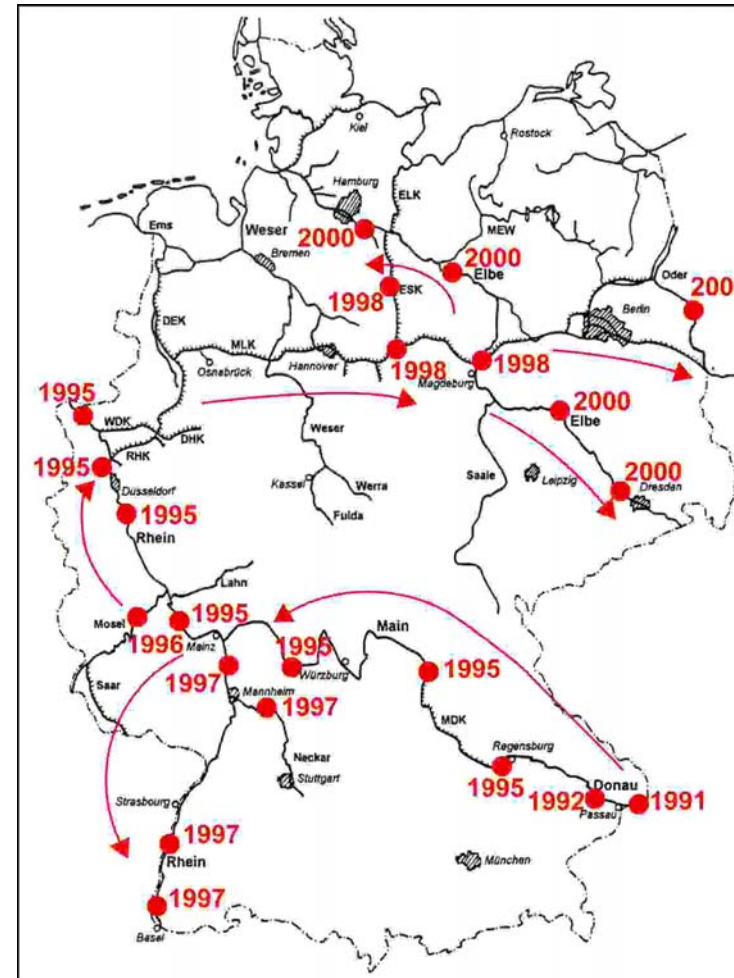 Kiel
Rostock
Hamburg
ELK
MEW
Ems
Weser
Bremen
2000
2000
Elbe
Oder
200
1998
ESK
Berlin
DEK
MLK
Osnabrück
Hannover
1998
1998
Magdeburg
1995
WDK
DHK
RHK
Weser
2000
Elbe
1995
Düsseldorf
Kassel
Werra
Fulda
Saale
Leipzig
2000
Dresden
1995
Rhein
Lahn
Mosel
1996
1995
Mainz
Main
1995
Würzburg
1995
Saar
1997
Mannheim
1997
MDK
Neckar
Stuttgart
Regensburg
1995
Donau
1992
Passau
1991
Strasbourg
1997
Rhein
München
1997
Basel